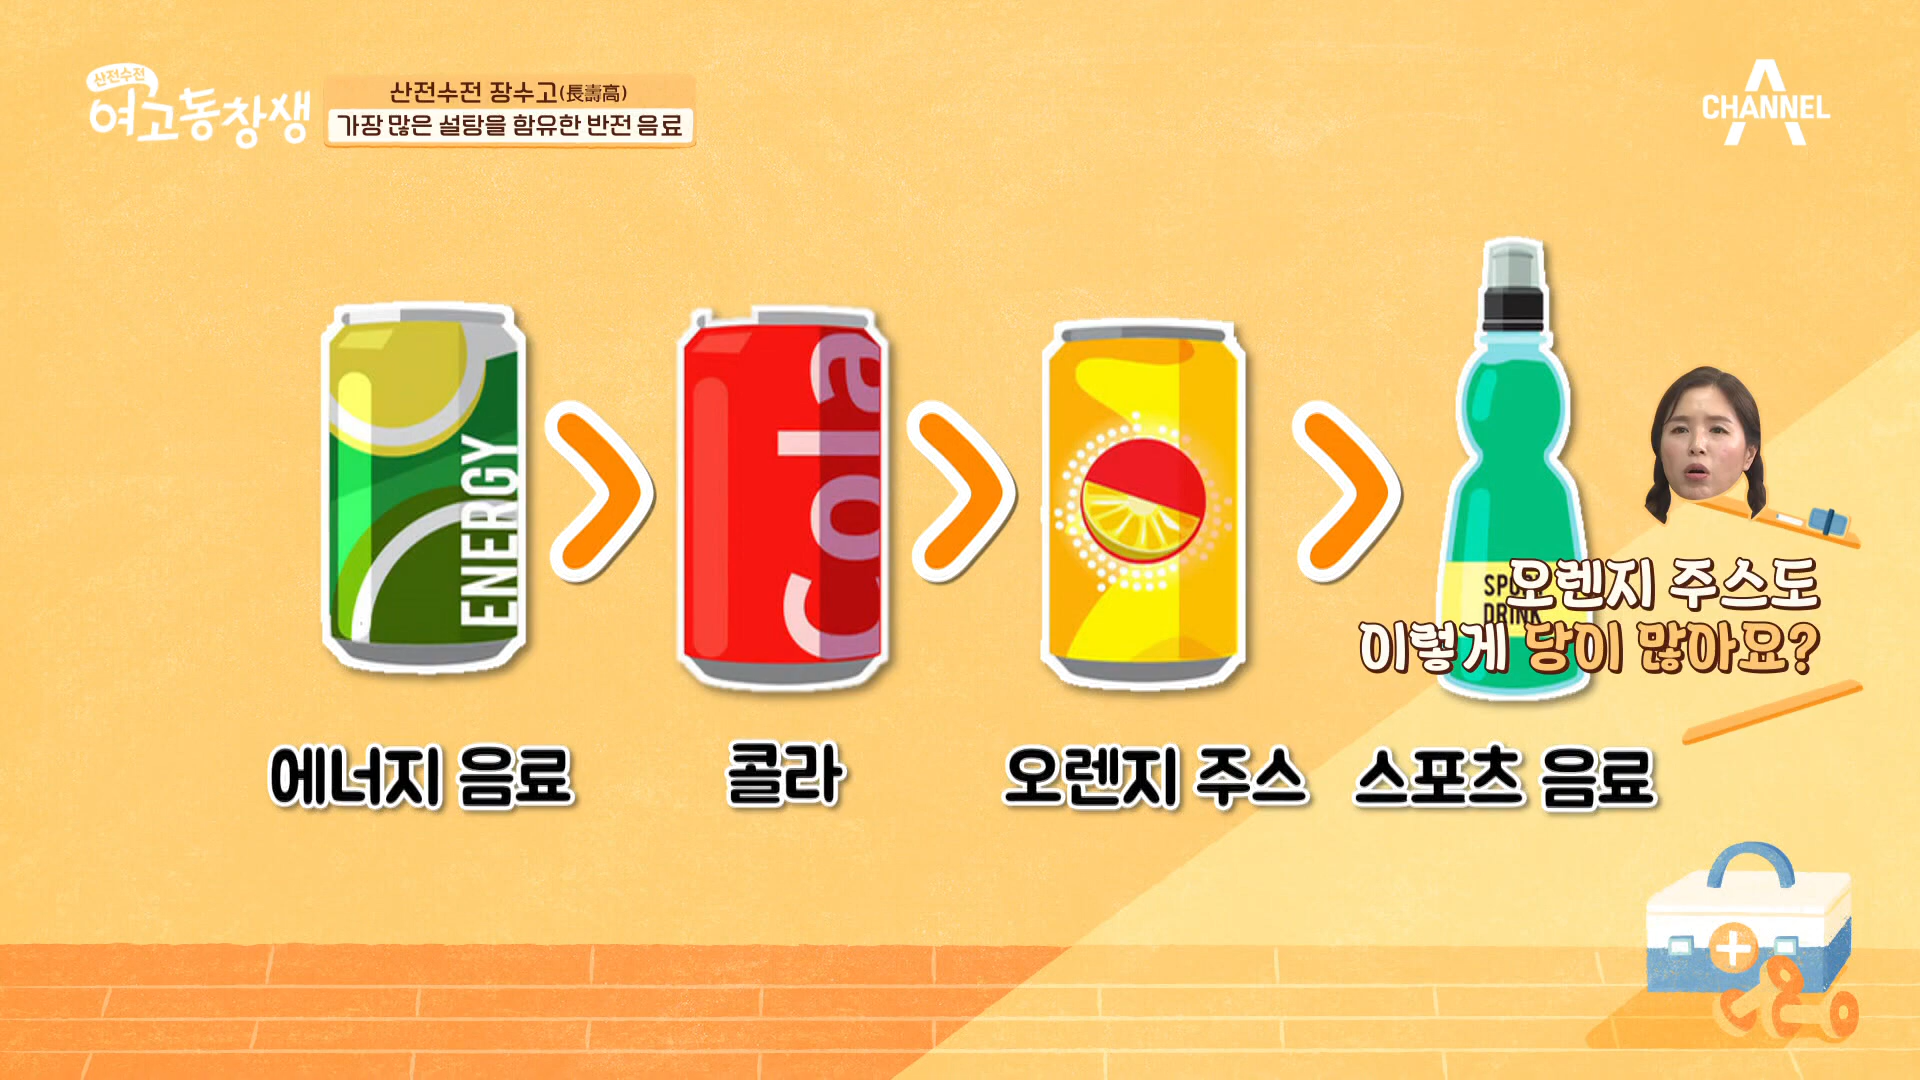 산전수전
여고동창생
산전수전 장수고(長壽高)
가장 많은 설탕을 함유한 반전 음료
CHANNEL A
ENERGY
Cola
SPO
DRINK
오렌지 주스도
이렇게 당이 많아요?
에너지 음료
콜라
오렌지 주스
스포츠 음료